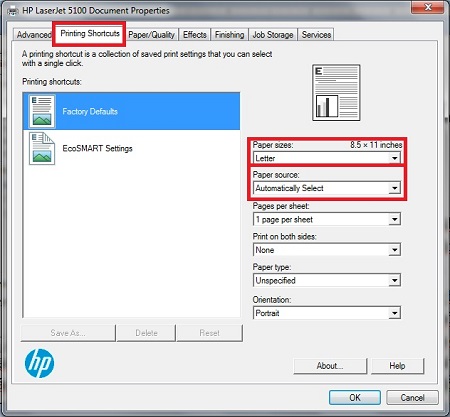 HP LaserJet 5100 Document Properties
Advanced Printing Shortcuts Paper/Quality Effects Finishing Job Storage Services
A printing shortcut is a collection of saved print settings that you can select
with a single click.
Printing shortcuts:
Factory Defaults
EcoSMART Settings
Paper sizes: 8.5 × 11 inches
Letter
Paper source:
Automatically Select
Pages per sheet:
1 page per sheet
Print on both sides:
None
Paper type:
Unspecified
Orientation:
Portrait
Save As... Delete Reset
hp
About... Help
OK Cancel